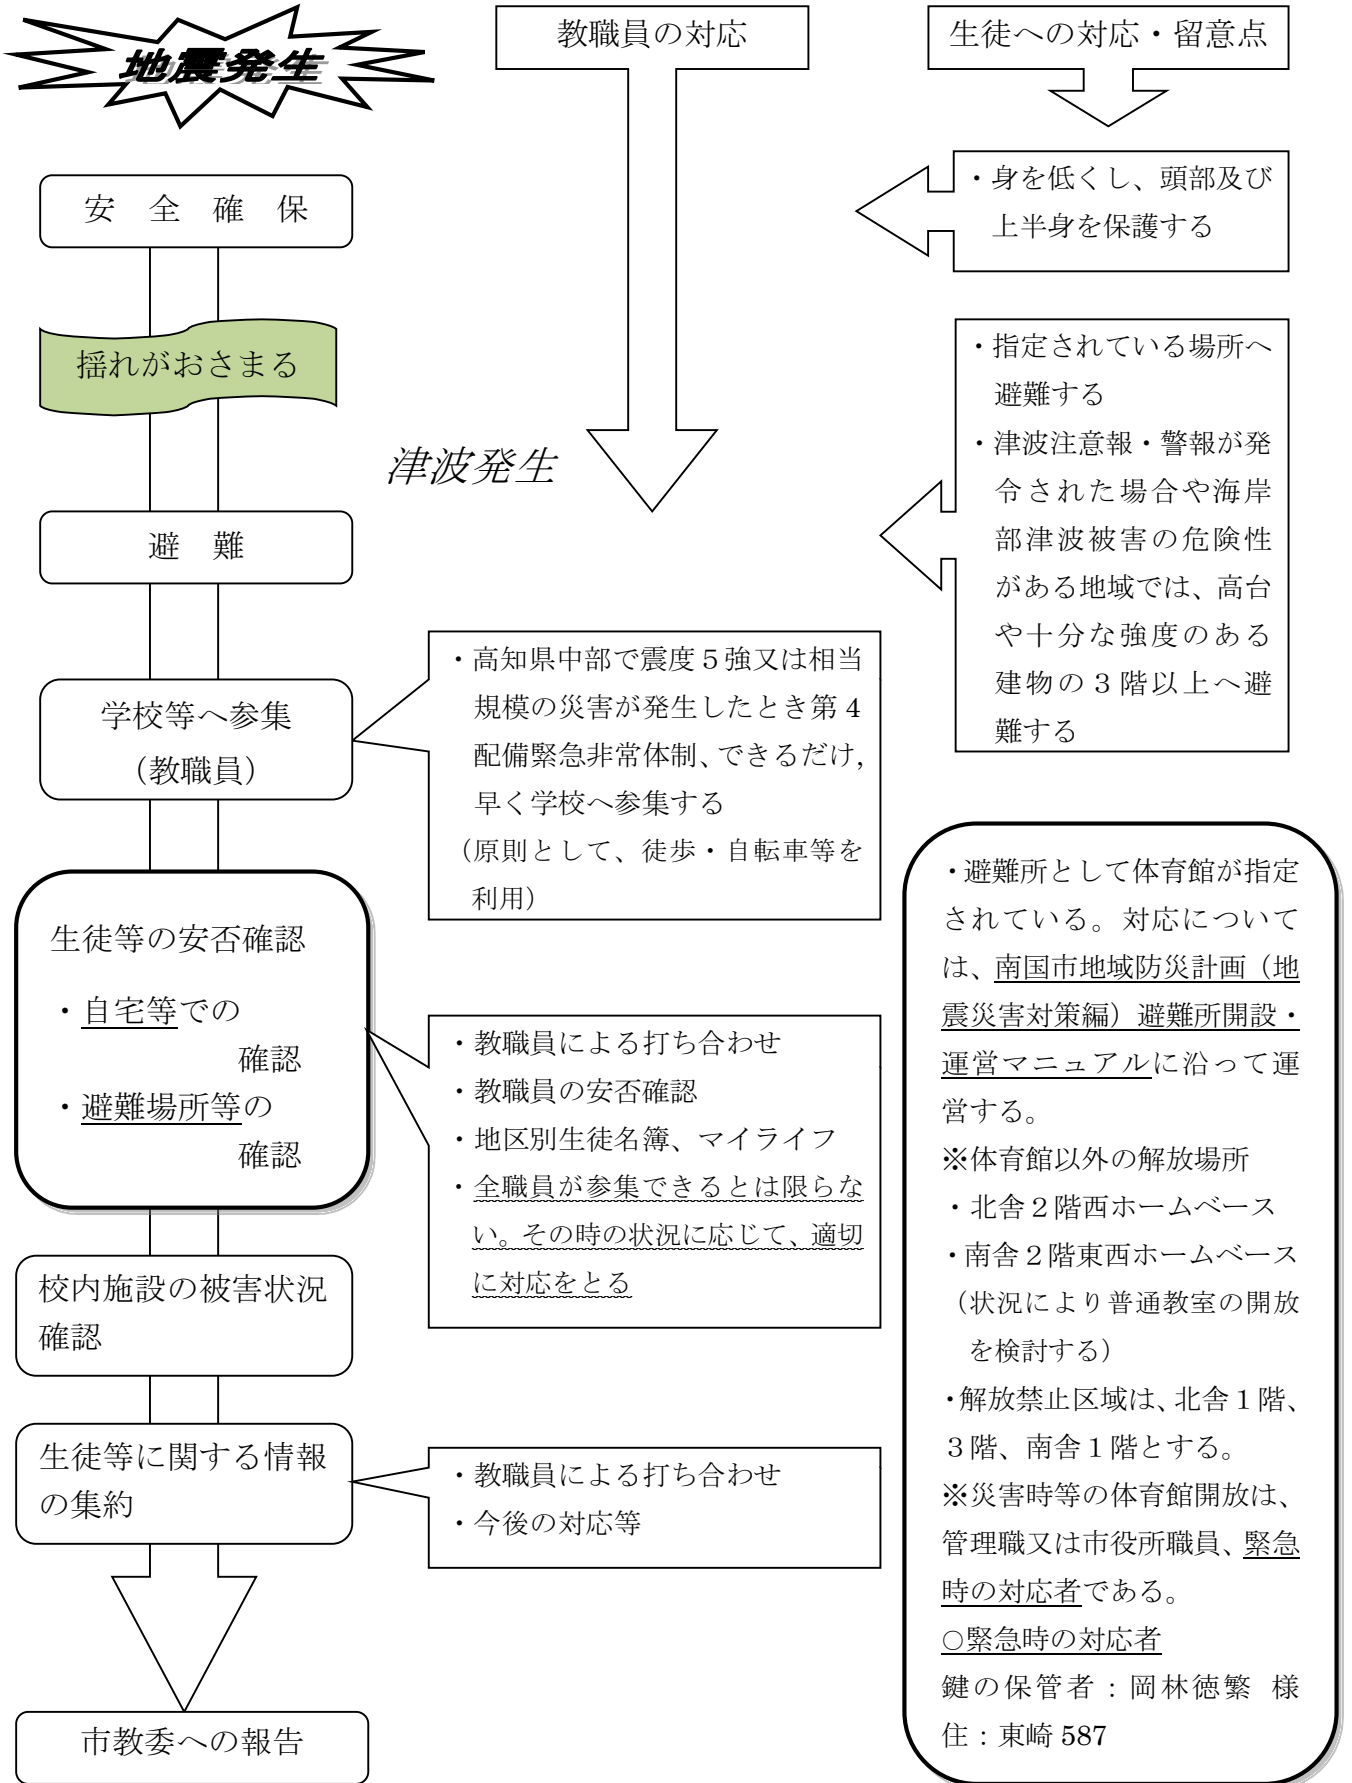 地震発生
教職員の対応
生徒への対応・留意点
安　全　確　保
・身を低くし、頭部及び
上半身を保護する
揺れがおさまる
・指定されている場所へ
避難する
・津波注意報・警報が発
令された場合や海岸
部津波被害の危険性
がある地域では、高台
や十分な強度のある
建物の３階以上へ避
難する
津波発生
避　難
学校等へ参集
（教職員）
・高知県中部で震度５強又は相当
規模の災害が発生したとき第４
配備緊急非常体制、できるだけ,
早く学校へ参集する
（原則として、徒歩・自転車等を
利用）
生徒等の安否確認
・自宅等での
確認
・避難場所等の
確認
・教職員による打ち合わせ
・教職員の安否確認
・地区別生徒名簿、マイライフ
・全職員が参集できるとは限らな
い。その時の状況に応じて、適切
に対応をとる
校内施設の被害状況
確認
生徒等に関する情報
の集約
・教職員による打ち合わせ
・今後の対応等
市教委への報告
・避難所として体育館が指定
されている。対応について
は、南国市地域防災計画（地
震災害対策編）避難所開設・
運営マニュアルに沿って運
営する。
※体育館以外の解放場所
・北舎２階西ホームベース
・南舎２階東西ホームベース
（状況により普通教室の開放
を検討する）
・解放禁止区域は、北舎１階、
３階、南舎１階とする。
※災害時等の体育館開放は、
管理職又は市役所職員、緊急
時の対応者である。
○緊急時の対応者
鍵の保管者：岡林徳繁　様
住：東崎 587